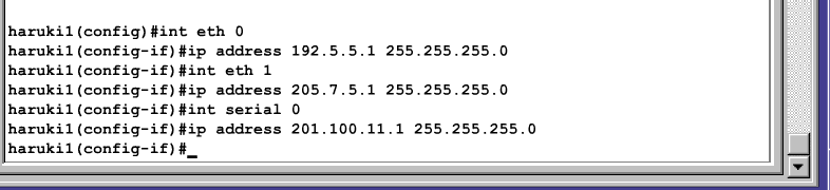 haruki1(config)#int eth 0
haruki1(config-if)#ip address 192.5.5.1 255.255.255.0
haruki1(config-if)#int eth 1
haruki1(config-if)#ip address 205.7.5.1 255.255.255.0
haruki1(config-if)#int serial 0
haruki1(config-if)#ip address 201.100.11.1 255.255.255.0
haruki1(config-if)#_